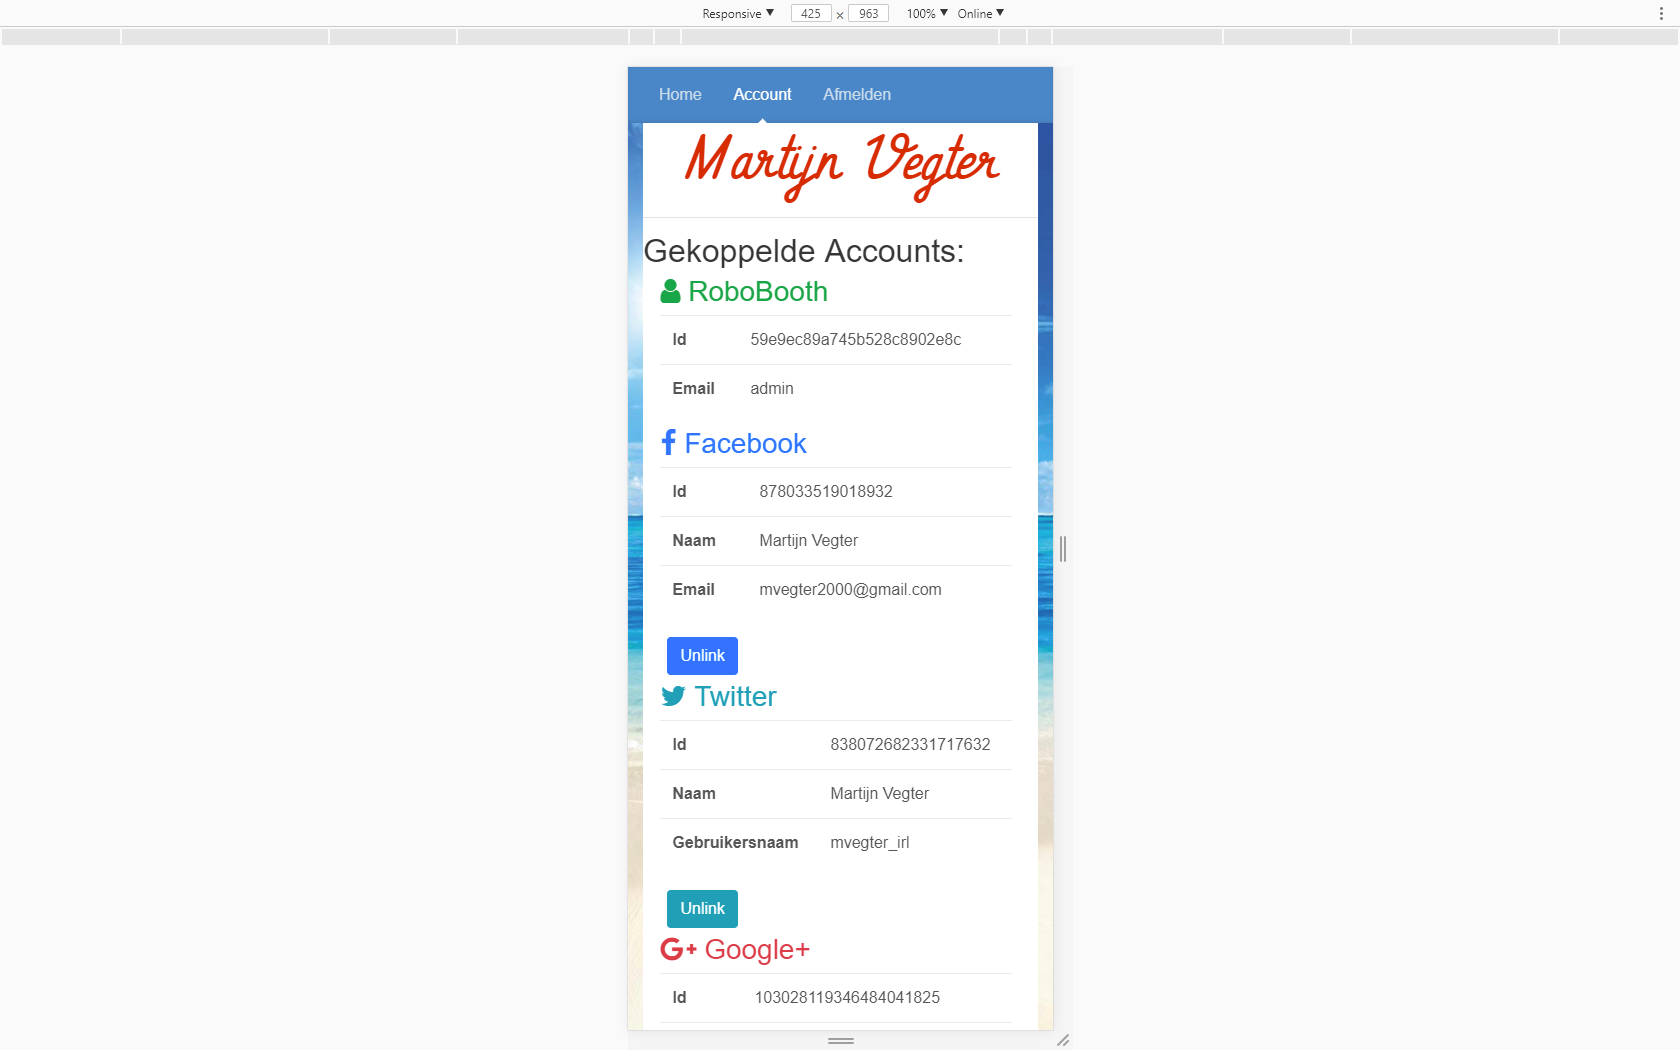 Responsive ▼ 425 × 963 100% ▼ Online ▼
Home Account Afmelden
Martijn Vegter
Gekoppelde Accounts:
RoboBooth
Id 59e9ec89a745b528c8902e8c
Email admin
Facebook
Id 878033519018932
Naam Martijn Vegter
Email mvegter2000@gmail.com
Unlink
Twitter
Id 838072682331717632
Naam Martijn Vegter
Gebruikersnaam mvegter_irl
Unlink
G+ Google+
Id 103028119346484041825